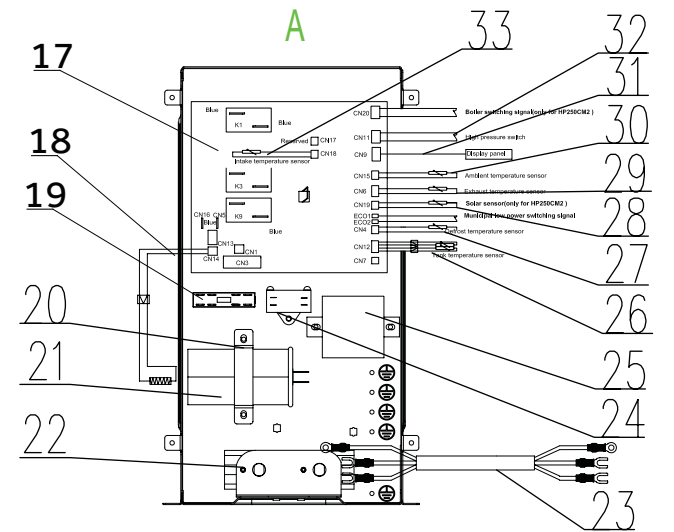 A
33
32
17
31
30
18
29
19
28
27
20
26
21
25
24
22
23
Blue
K1
Blue
Reserved
CN17
CN18
Intake temperature sensor
K3
K9
CN16
CN5
Blue
CN13
CN14
CN1
CN3
CN20
Boiler switching signal(only for HP250CM2 )
CN11
High pressure switch
CN9
Display panel
CN15
Ambient temperature sensor
CN6
Exhaust temperature sensor
CN19
Solar sensor(only for HP250CM2 )
ECO1
Municipal low power switching signal
ECO2
CN4
Defrost temperature sensor
CN12
Tank temperature sensor
CN7
Blue
Blue